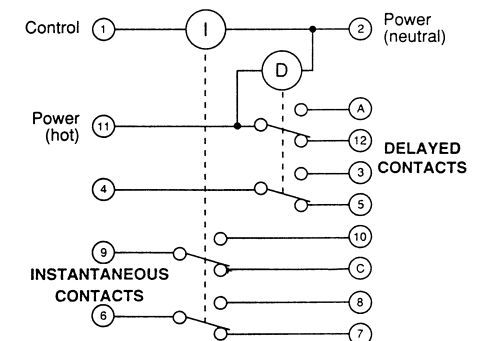 Control 1 I 2 Power
(neutral)
D
A
Power
(hot) 11 12
DELAYED
CONTACTS
3
4 5
10
9 C
INSTANTANEOUS
CONTACTS
8
6 7